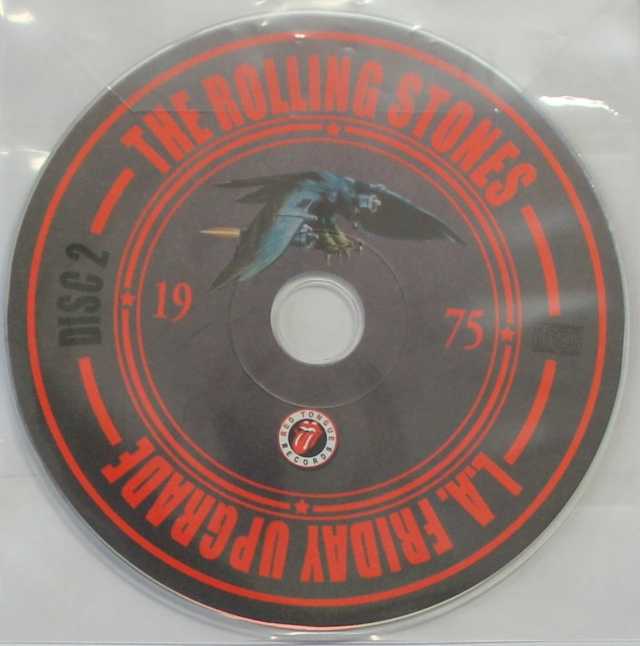 THE ROLLING STONES
DISC 2
19
75
RED TONGUE
RECORDS
L.A. FRIDAY UPGRADE